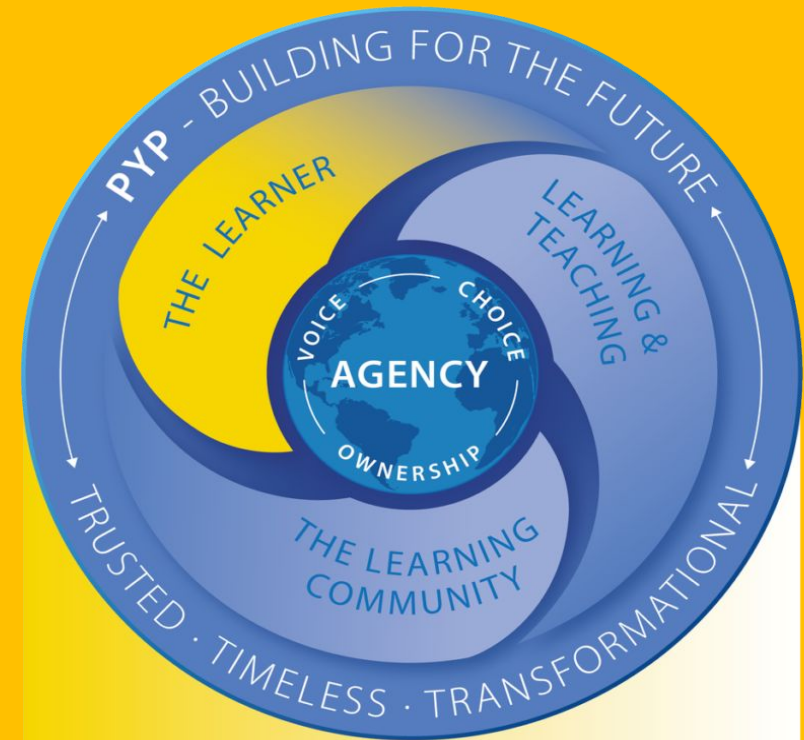 PYP - BUILDING FOR THE FUTURE
THE LEARNER
LEARNING &
TEACHING
VOICE
CHOICE
AGENCY
OWNERSHIP
THE LEARNING
COMMUNITY
TRUSTED · TIMELESS · TRANSFORMATIONAL